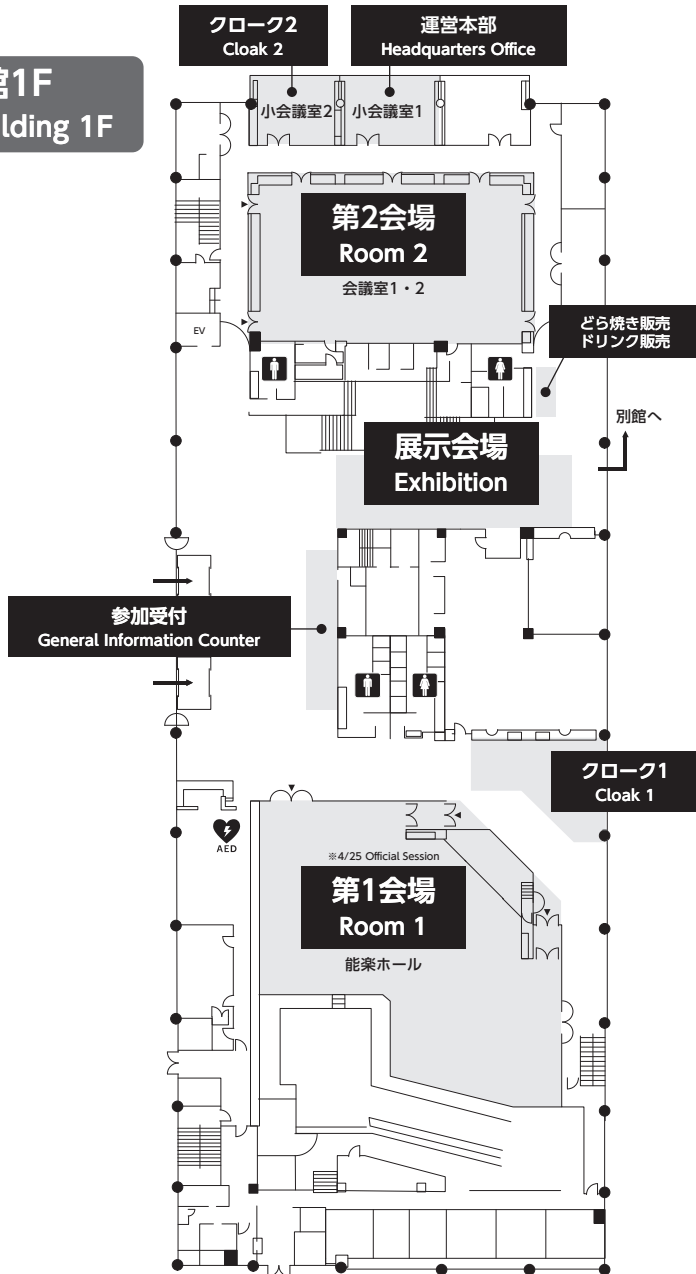 館1F
lding 1F
クローク2
Cloak 2
運営本部
Headquarters Office
小会議室2
小会議室1
第2会場
Room 2
会議室1・2
EV
どら焼き販売
ドリンク販売
別館へ
展示会場
Exhibition
参加受付
General Information Counter
クローク1
Cloak 1
AED
※4/25 Official Session
第1会場
Room 1
能楽ホール